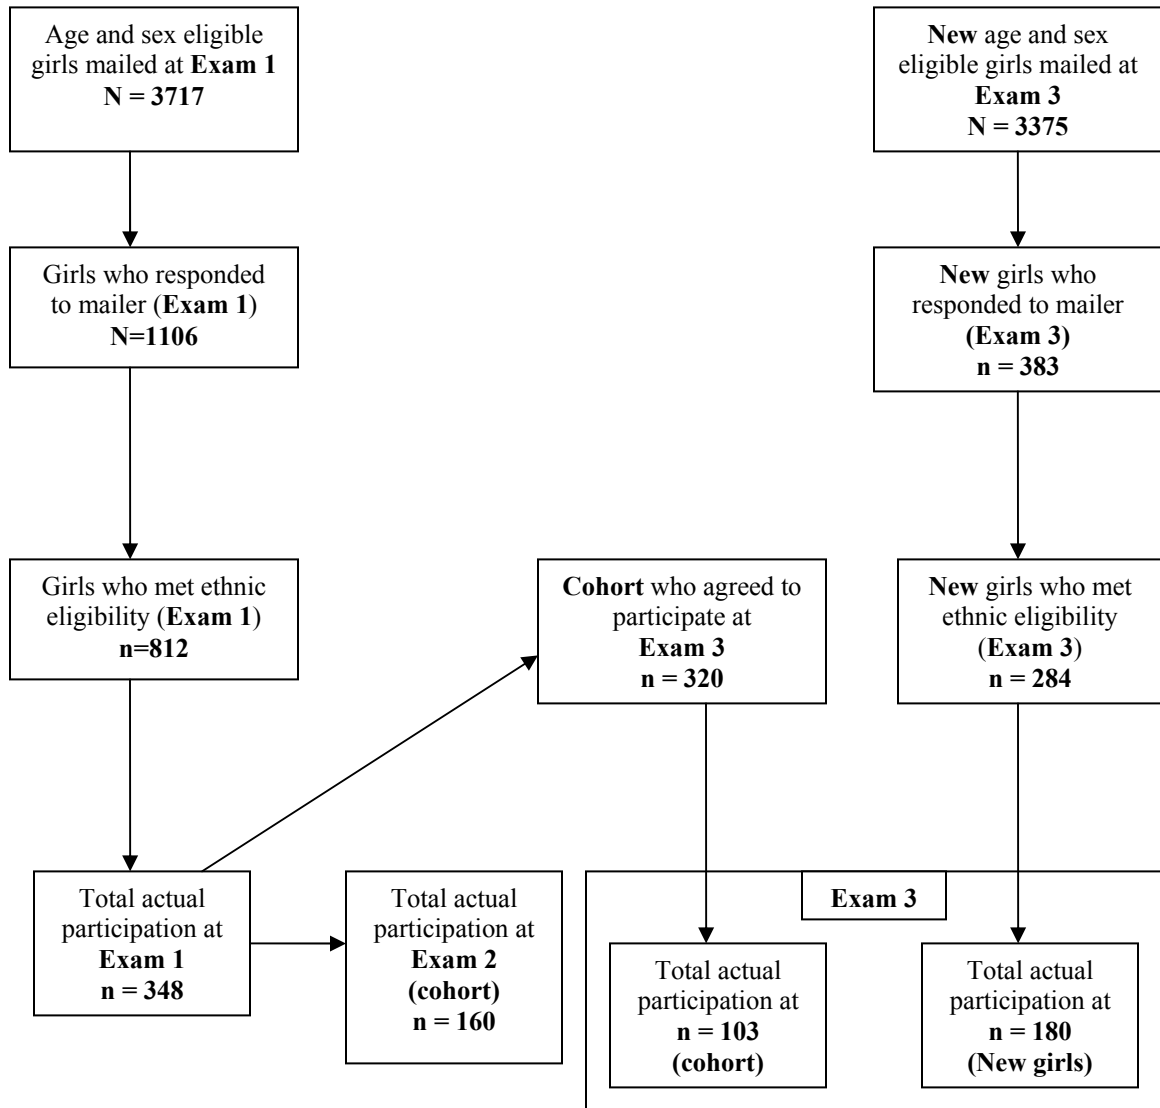 Age and sex eligible
girls mailed at Exam 1
N = 3717
New age and sex
eligible girls mailed at
Exam 3
N = 3375
Girls who responded
to mailer (Exam 1)
N=1106
New girls who
responded to mailer
(Exam 3)
n = 383
Girls who met ethnic
eligibility (Exam 1)
n=812
Cohort who agreed to
participate at
Exam 3
n = 320
New girls who met
ethnic eligibility
(Exam 3)
n = 284
Total actual
participation at
Exam 1
n = 348
Total actual
participation at
Exam 2
(cohort)
n = 160
Exam 3
Total actual
participation at
n = 103
(cohort)
Total actual
participation at
n = 180
(New girls)